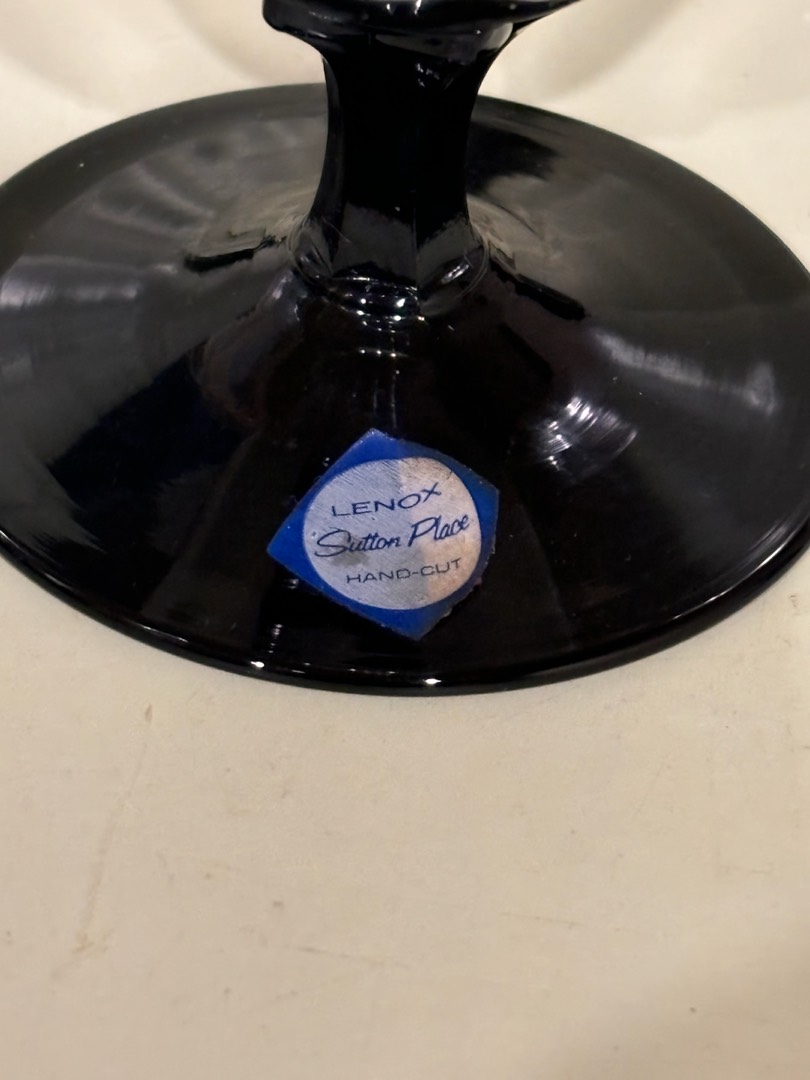 LENOX
Sutton Place
HAND-CUT